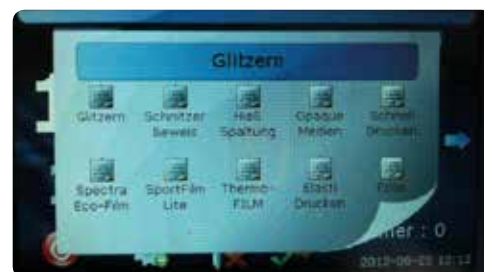 Glitzern
Glitzern
Schnitzer
Beweis
Heiß
Spaltung
Opaque
Medien
Schnell
Drucken
Spectra
Eco-Film
SportFilm
Lite
Thermo-
FILM
Elasti
Drucken
Folie
mer : 0